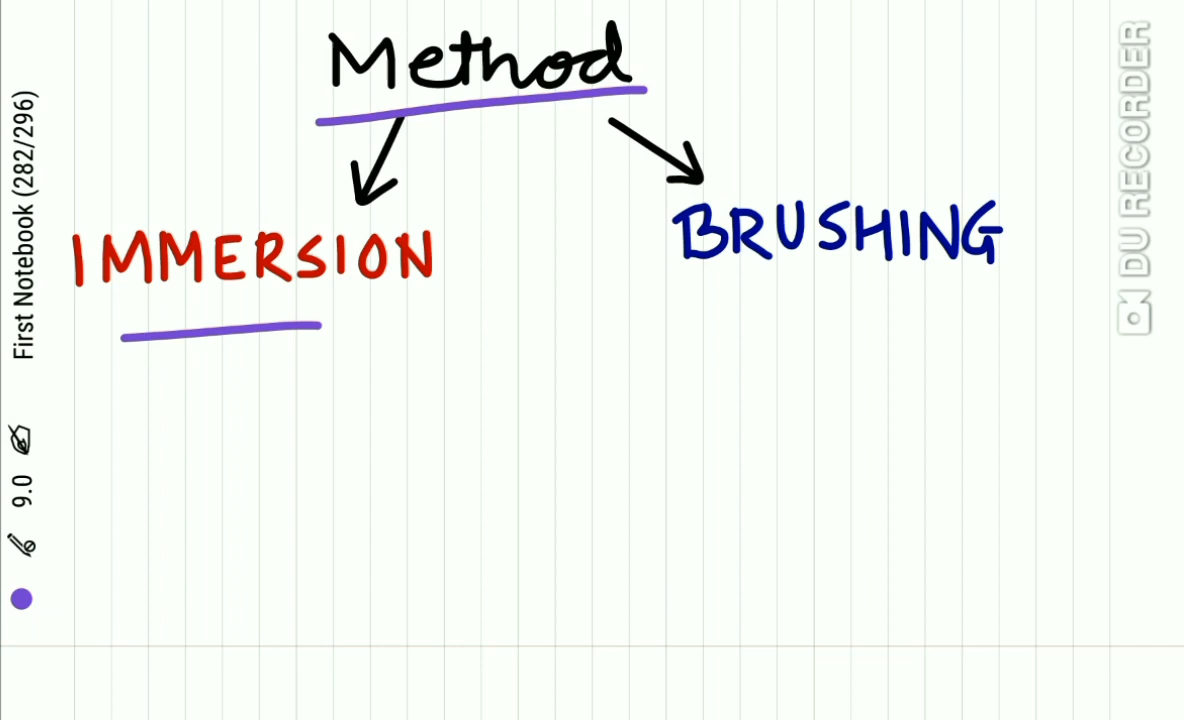 Method
IMMERSION
BRUSHING
First Notebook (282/296)
9.0
DU RECORDER